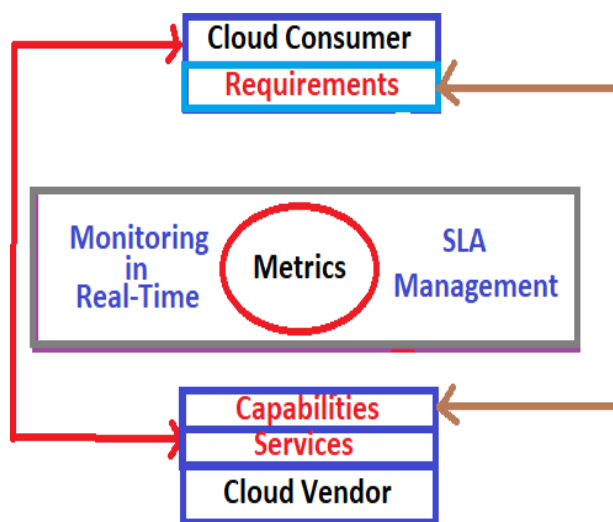 Cloud Consumer
Requirements
Monitoring
in
Real-Time
Metrics
SLA
Management
Capabilities
Services
Cloud Vendor